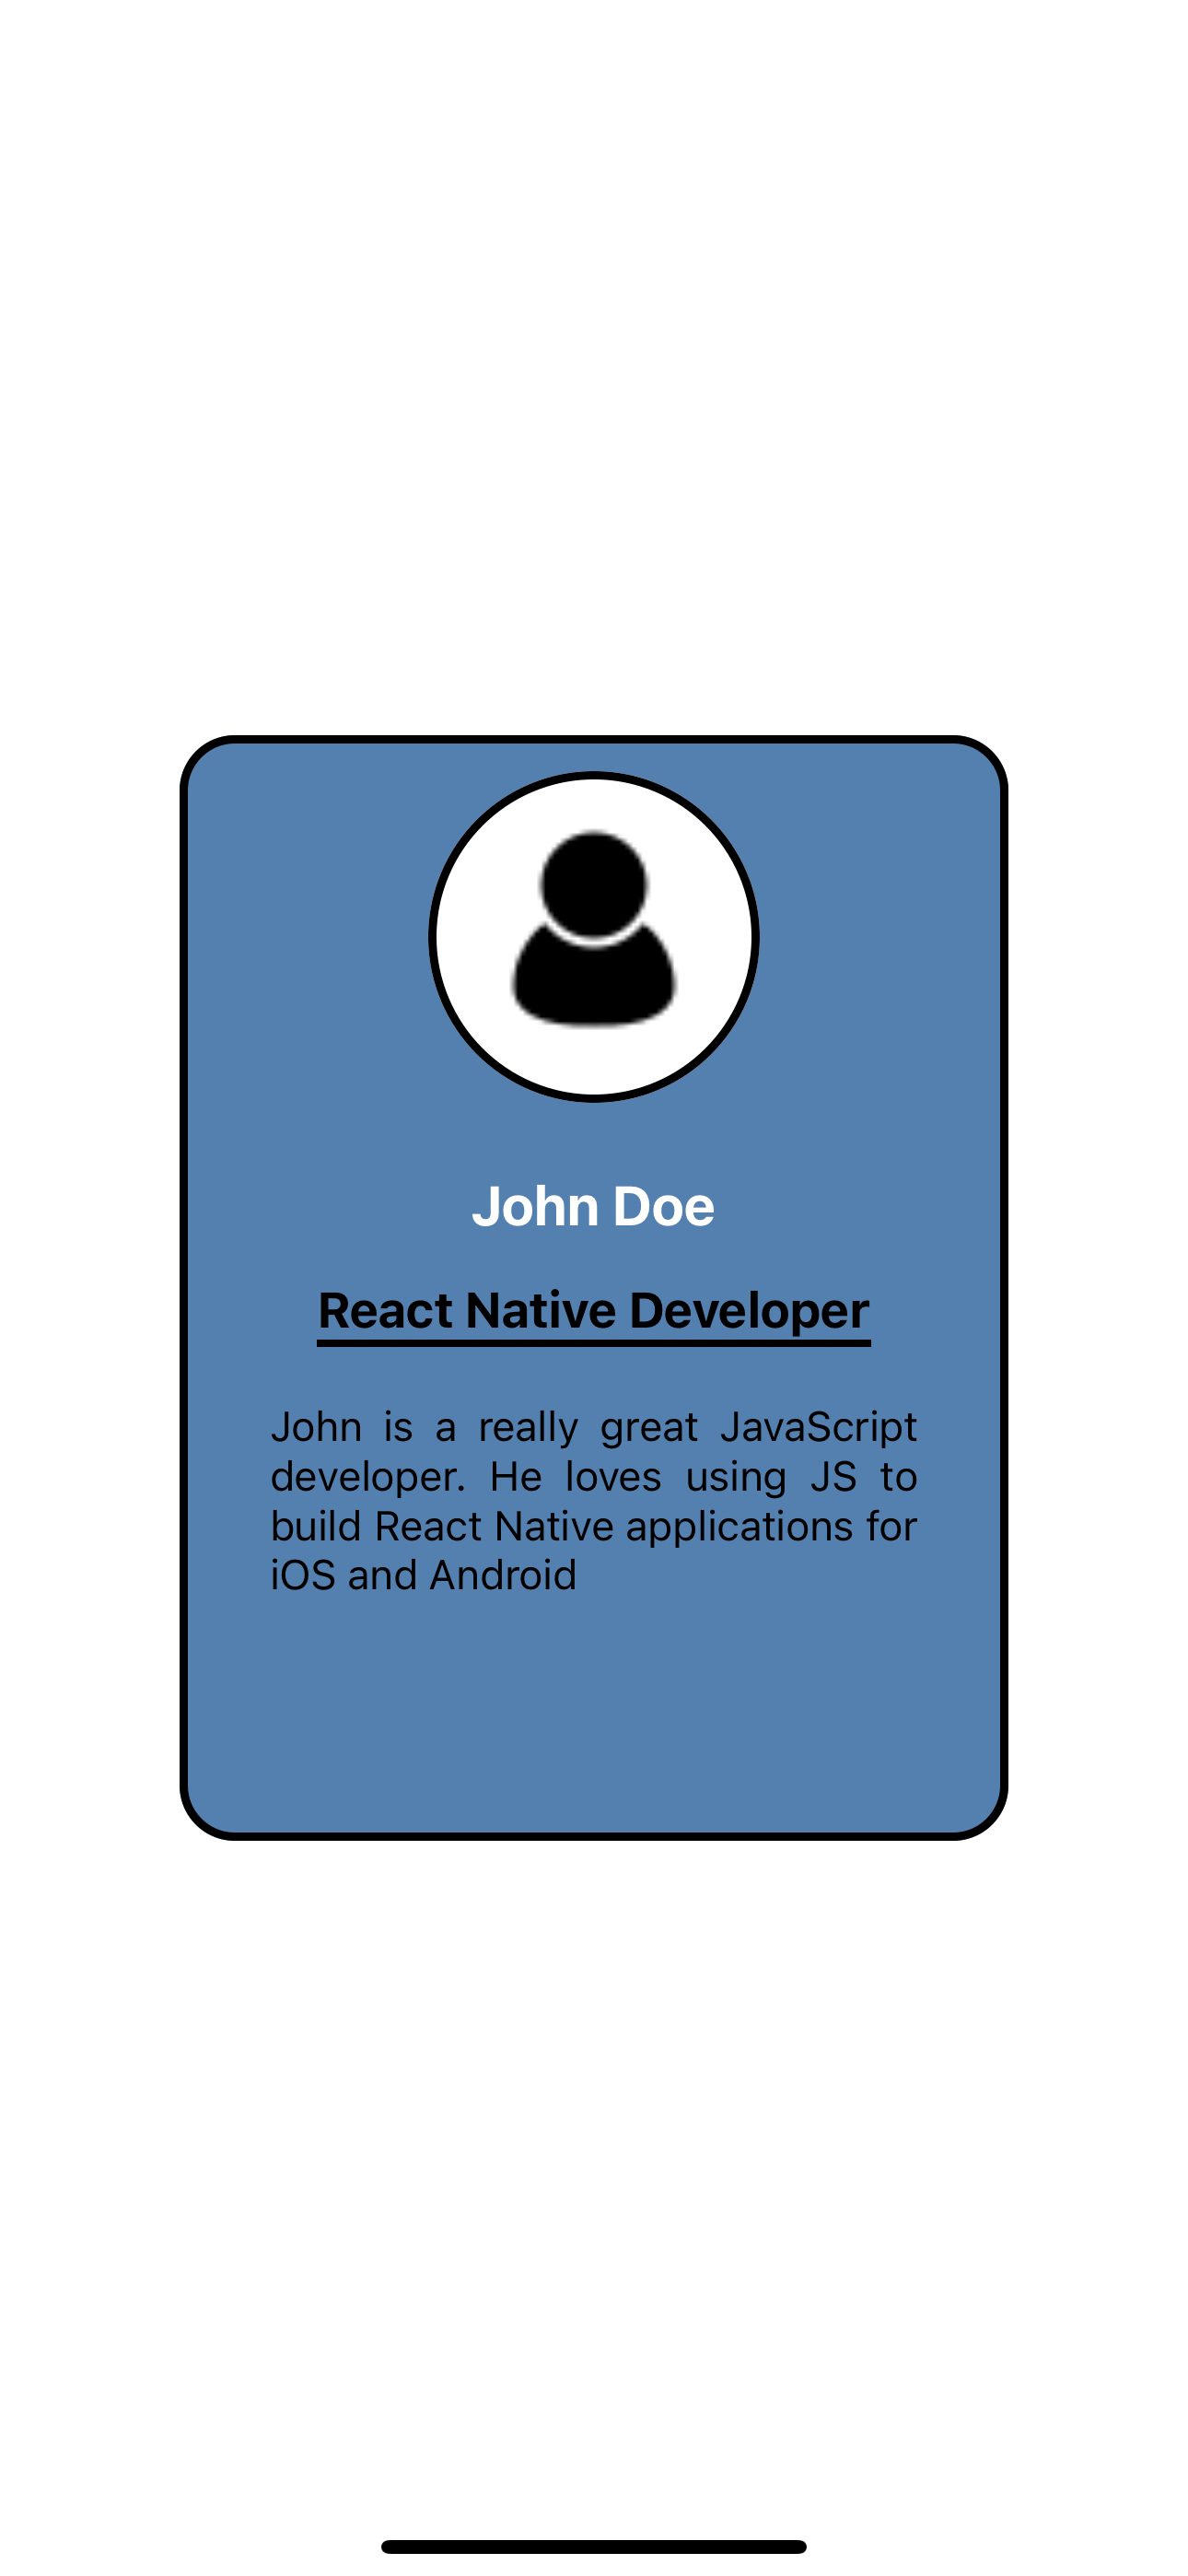 John Doe
React Native Developer
John is a really great JavaScript
developer. He loves using JS to
build React Native applications for
iOS and Android